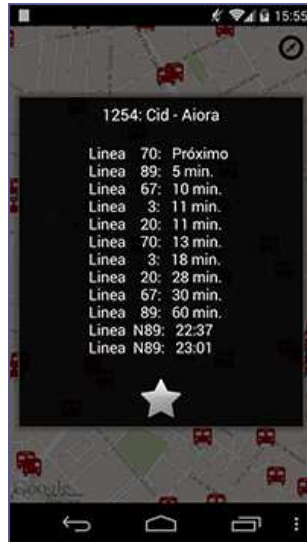 15:55
1254: Cid - Aiora
Linea 70: Próximo
Linea 89: 5 min.
Linea 67: 10 min.
Linea 3: 11 min.
Linea 20: 11 min.
Linea 70: 13 min.
Linea 3: 18 min.
Linea 20: 28 min.
Linea 67: 30 min.
Linea 89: 60 min.
Linea N89: 22:37
Linea N89: 23:01
Google